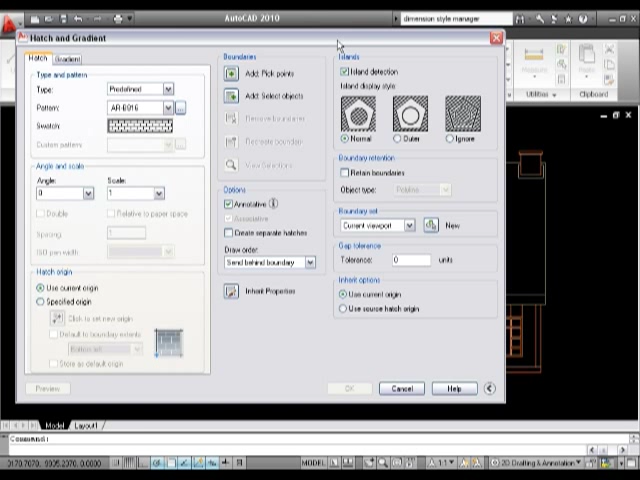 AutoCAD 2010
dimension style manager
Hatch and Gradient
Hatch
Gradient
Type and pattern
Type:
Predefined
Pattern:
AR-B816
Swatch:
Custom pattern:
Angle and scale
Angle:
Scale:
0
1
Double
Relative to paper space
Spacing:
1
ISO pen width:
Hatch origin
Use current origin
Specified origin
Click to set new origin
Default to boundary extents
Bottom left
Store as default origin
Preview
Boundaries
Add: Pick points
Add: Select objects
Remove boundaries
Recreate boundary
View Selections
Options
Annotative
Associative
Create separate hatches
Draw order:
Send behind boundary
Inherit Properties
Islands
Island detection
Island display style:
Normal
Outer
Ignore
Boundary retention
Retain boundaries
Object type:
Polyline
Boundary set
Current viewport
New
Gap tolerance
Tolerance:
0
units
Inherit options
Use current origin
Use source hatch origin
OK
Cancel
Help
Utilities
Clipboard
Model
Layout1
Command:
MODEL
1:1
2D Drafting & Annotation